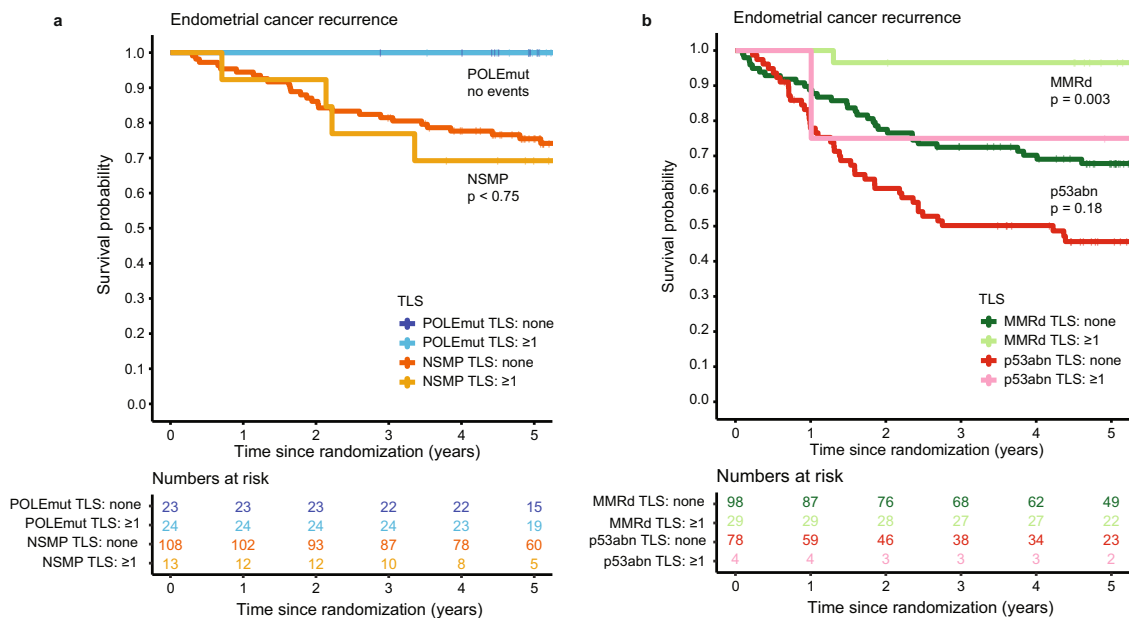 a
Endometrial cancer recurrence
1.0
0.9
0.8
0.7
0.6
0.5
0.4
0.3
0.2
0.1
0.0
Survival probability
POLEmut
no events
NSMP
p < 0.75
TLS
POLEmut TLS: none
POLEmut TLS: ≥1
NSMP TLS: none
NSMP TLS: ≥1
0 1 2 3 4 5
Time since randomization (years)
Numbers at risk
POLEmut TLS: none 23 23 23 22 22 15
POLEmut TLS: ≥1 24 24 24 24 23 19
NSMP TLS: none 108 102 93 87 78 60
NSMP TLS: ≥1 13 12 12 10 8 5
0 1 2 3 4 5
Time since randomization (years)
b
Endometrial cancer recurrence
1.0
0.9
0.8
0.7
0.6
0.5
0.4
0.3
0.2
0.1
0.0
Survival probability
MMRd
p = 0.003
p53abn
p = 0.18
TLS
MMRd TLS: none
MMRd TLS: ≥1
p53abn TLS: none
p53abn TLS: ≥1
0 1 2 3 4 5
Time since randomization (years)
Numbers at risk
MMRd TLS: none 98 87 76 68 62 49
MMRd TLS: ≥1 29 29 28 27 27 22
p53abn TLS: none 78 59 46 38 34 23
p53abn TLS: ≥1 4 4 3 3 3 2
0 1 2 3 4 5
Time since randomization (years)